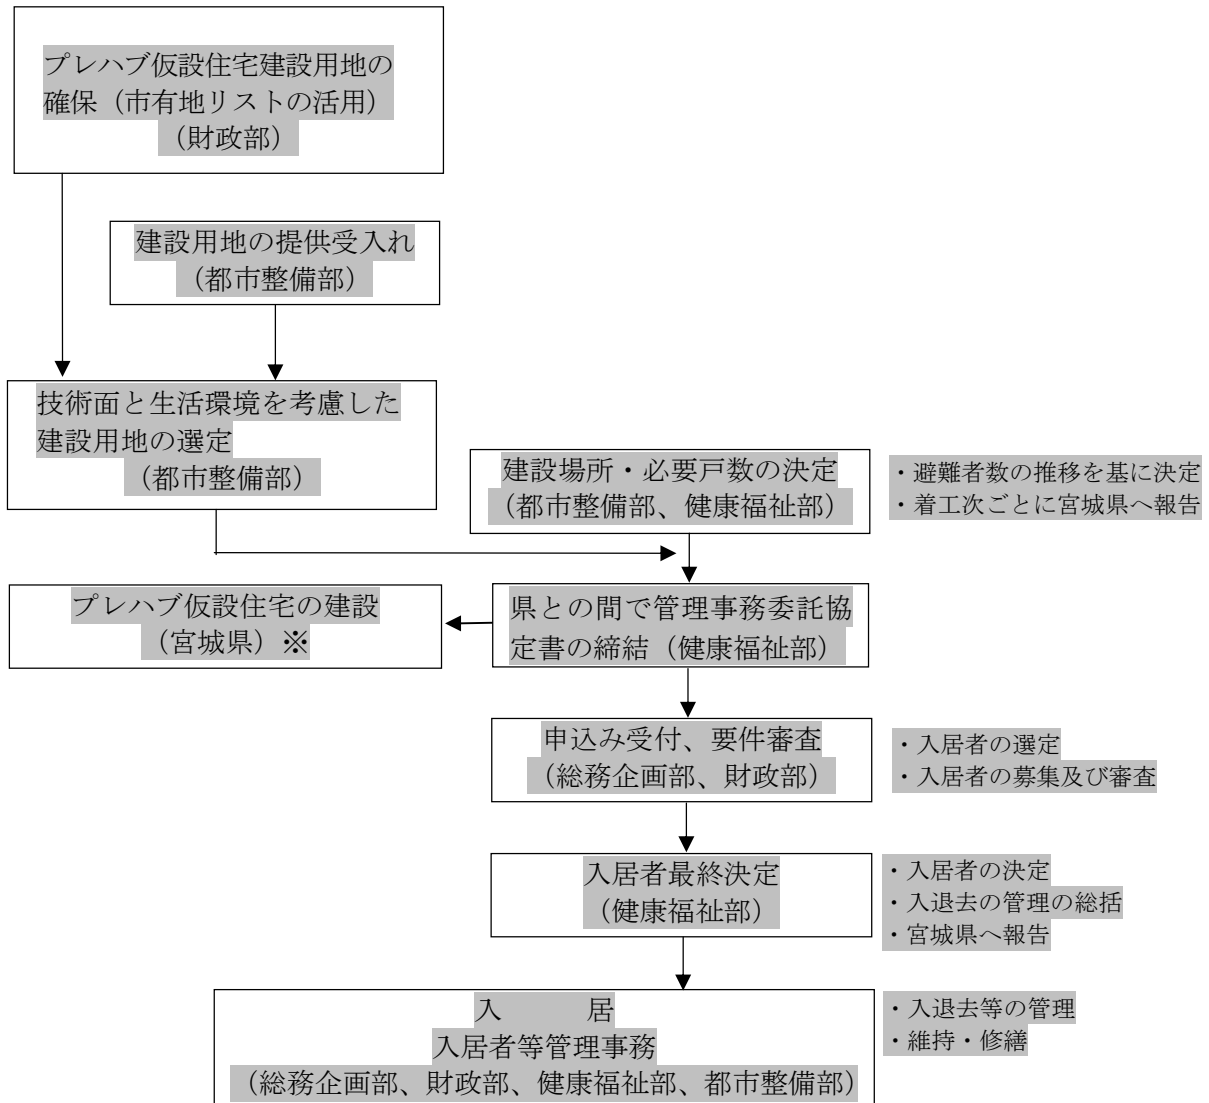 プレハブ仮設住宅建設用地の
確保（市有地リストの活用）
（財政部）
建設用地の提供受入れ
（都市整備部）
技術面と生活環境を考慮した
建設用地の選定
（都市整備部）
建設場所・必要戸数の決定
（都市整備部、健康福祉部）
・避難者数の推移を基に決定
・着工次ごとに宮城県へ報告
プレハブ仮設住宅の建設
（宮城県）※
県との間で管理事務委託協
定書の締結（健康福祉部）
申込み受付、要件審査
（総務企画部、財政部）
・入居者の選定
・入居者の募集及び審査
入居者最終決定
（健康福祉部）
・入居者の決定
・入退去の管理の総括
・宮城県へ報告
入　　　居
入居者等管理事務
（総務企画部、財政部、健康福祉部、都市整備部）
・入退去等の管理
・維持・修繕